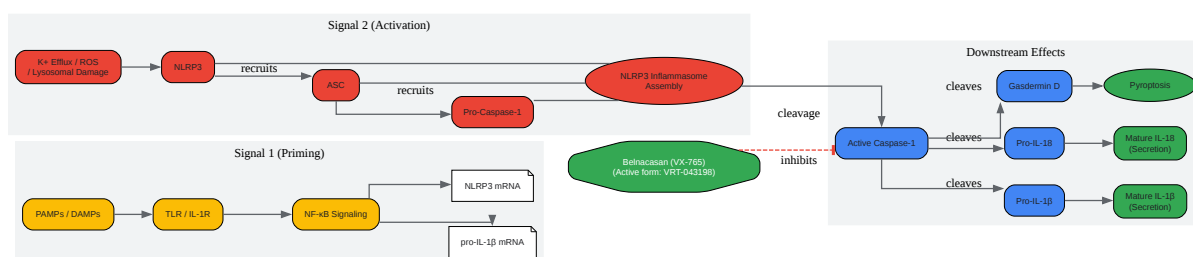 Signal 2 (Activation)
K+ Efflux / ROS
/ Lysosomal Damage
NLRP3
recruits
ASC
recruits
Pro-Caspase-1
NLRP3 Inflammasome
Assembly
cleavage
Signal 1 (Priming)
PAMPs / DAMPs
TLR / IL-1R
NF-κB Signaling
NLRP3 mRNA
pro-IL-1β mRNA
Belnacasan (VX-765)
(Active form: VRT-043198)
inhibits
Downstream Effects
Active Caspase-1
cleaves
Gasdermin D
Pyroptosis
cleaves
Pro-IL-18
Mature IL-18
(Secretion)
cleaves
Pro-IL-1β
Mature IL-1β
(Secretion)